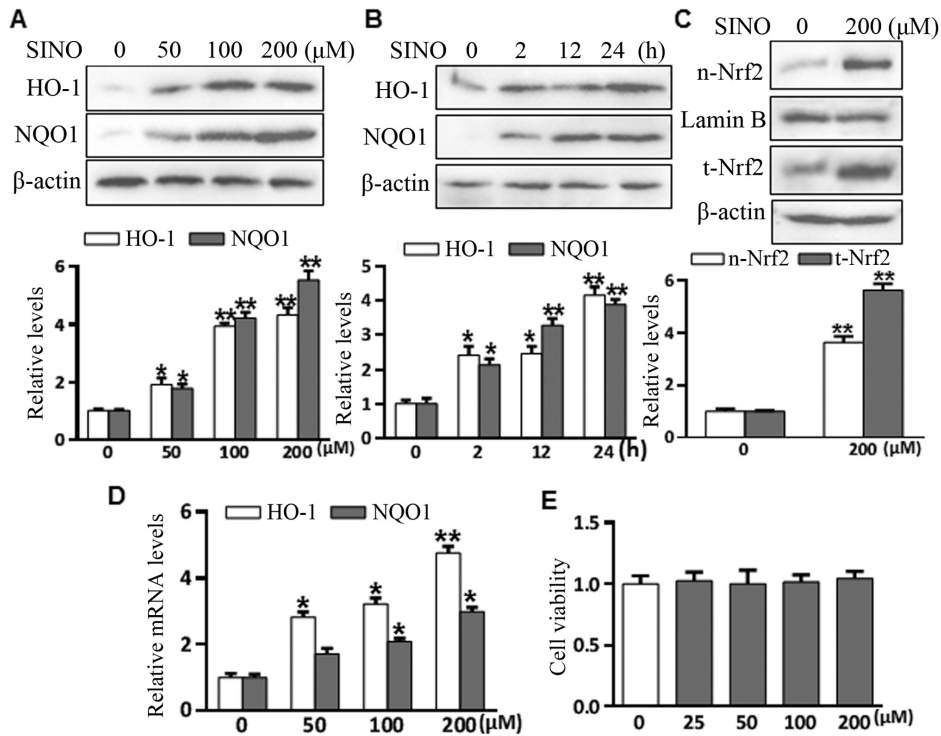 A
SINO 0 50 100 200 (μM)
HO-1
NQO1
β-actin
HO-1 NQO1
Relative levels
6
4
2
0
* * ** ** ** **
0 50 100 200 (μM)
B
SINO 0 2 12 24 (h)
HO-1
NQO1
β-actin
HO-1 NQO1
Relative levels
5
4
3
2
1
0
* * * ** ** **
0 2 12 24 (h)
C
SINO 0 200 (μM)
n-Nrf2
Lamin B
t-Nrf2
β-actin
n-Nrf2 t-Nrf2
Relative levels
6
4
2
0
** **
0 200 (μM)
D
HO-1 NQO1
Relative mRNA levels
6
4
2
0
* * * ** *
0 50 100 200 (μM)
E
Cell viability
1.5
1.0
0.5
0.0
0 25 50 100 200 (μM)